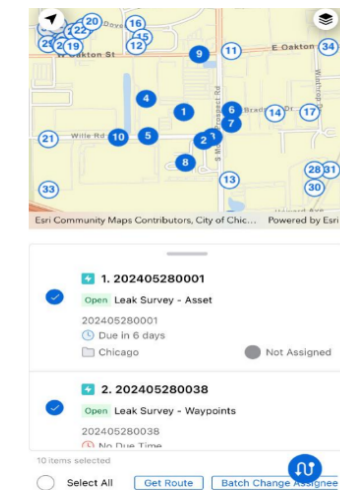 20
16
22
15
19
12
W Oakton St
9
11
E Oakton
34
4
1
6
7
14
17
Winthrop
21
Wille Rd
10
5
2
8
13
28
31
30
33
Esri Community Maps Contributors, City of Chic... Powered by Esri
1. 202405280001
Open Leak Survey - Asset
202405280001
Due in 6 days
Chicago
Not Assigned
2. 202405280038
Open Leak Survey - Waypoints
202405280038
No Due Time
10 items selected
Select All
Get Route
Batch Change Assignee